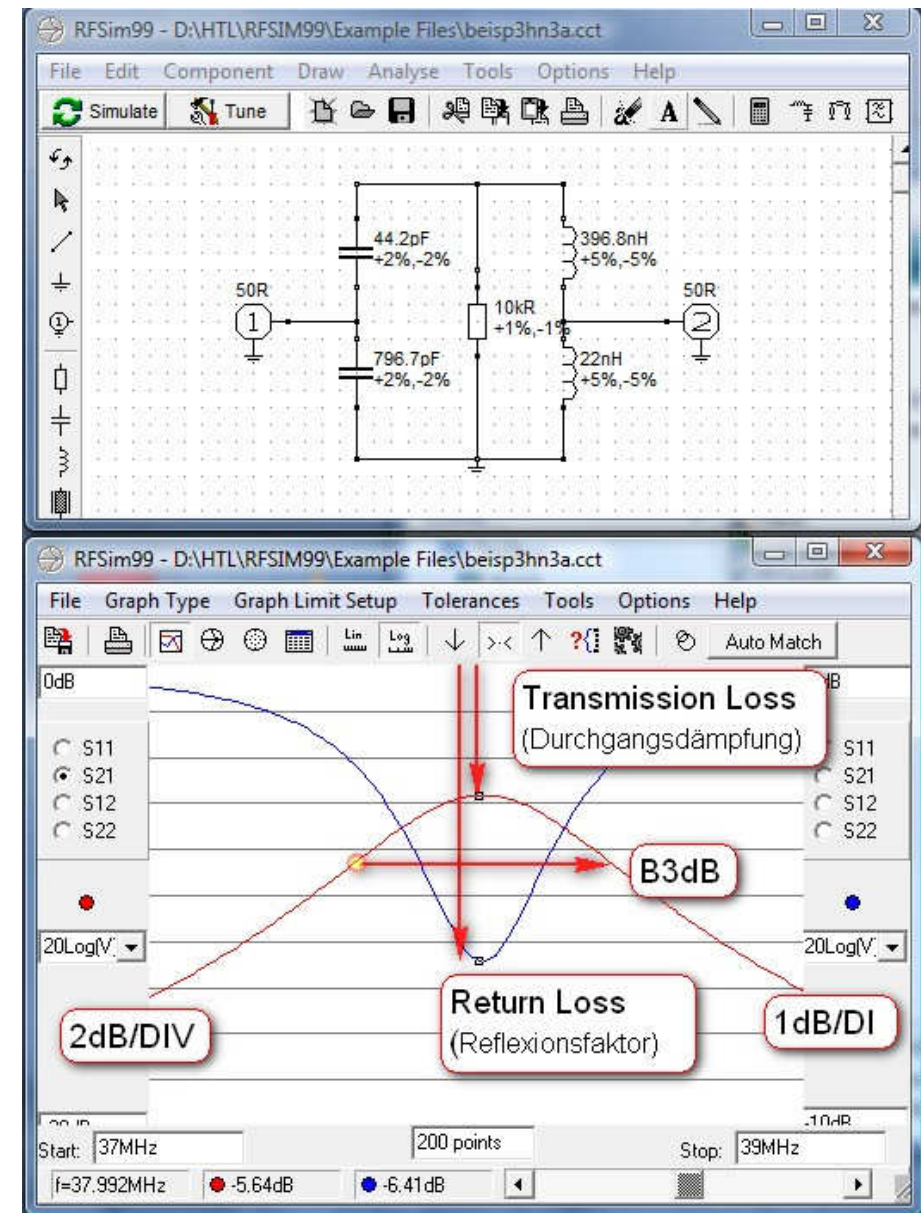 RFSim99 - D:\HTL\RFSIM99\Example Files\beisp3hn3a.cct
File Edit Component Draw Analyse Tools Options Help
Simulate Tune A
44.2pF
+2%,-2%
396.8nH
+5%,-5%
50R
1
10kR
+1%,-1%
50R
2
796.7pF
+2%,-2%
22nH
+5%,-5%
RFSim99 - D:\HTL\RFSIM99\Example Files\beisp3hn3a.cct
File Graph Type Graph Limit Setup Tolerances Tools Options Help
Lin Log Auto Match
0dB
S11
S21
S12
S22
20Log(V)
Transmission Loss
(Durchgangsdämpfung)
dB
S11
S21
S12
S22
B3dB
20Log(V)
2dB/DIV
Return Loss
(Reflexionsfaktor)
1dB/DI
-10dB
Start: 37MHz 200 points Stop: 39MHz
f=37.992MHz -5.64dB -6.41dB